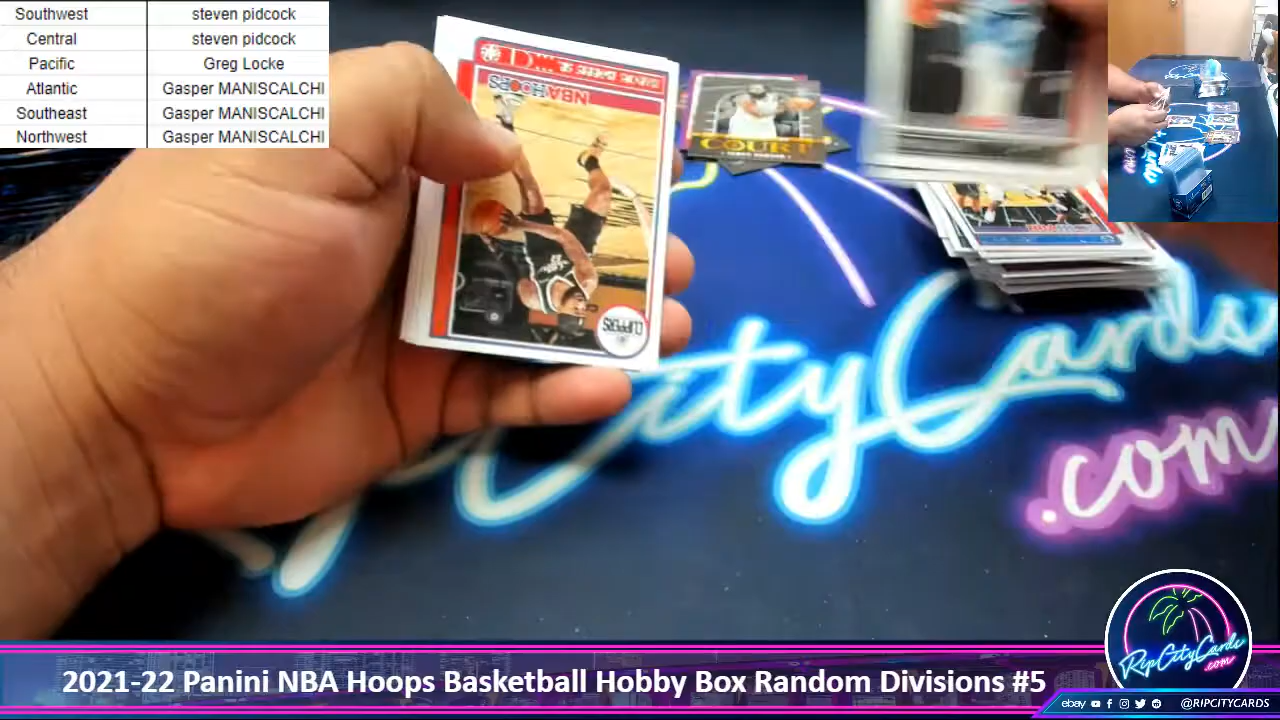 Southwest steven pidcock
Central steven pidcock
Pacific Greg Locke
Atlantic Gasper MANISCALCHI
Southeast Gasper MANISCALCHI
Northwest Gasper MANISCALCHI
NBA HOOPS
CLIPPERS
COURT
RipCityCards
.com
2021-22 Panini NBA Hoops Basketball Hobby Box Random Divisions #5
RipCityCards
.com
ebay @RIPCITYCARDS